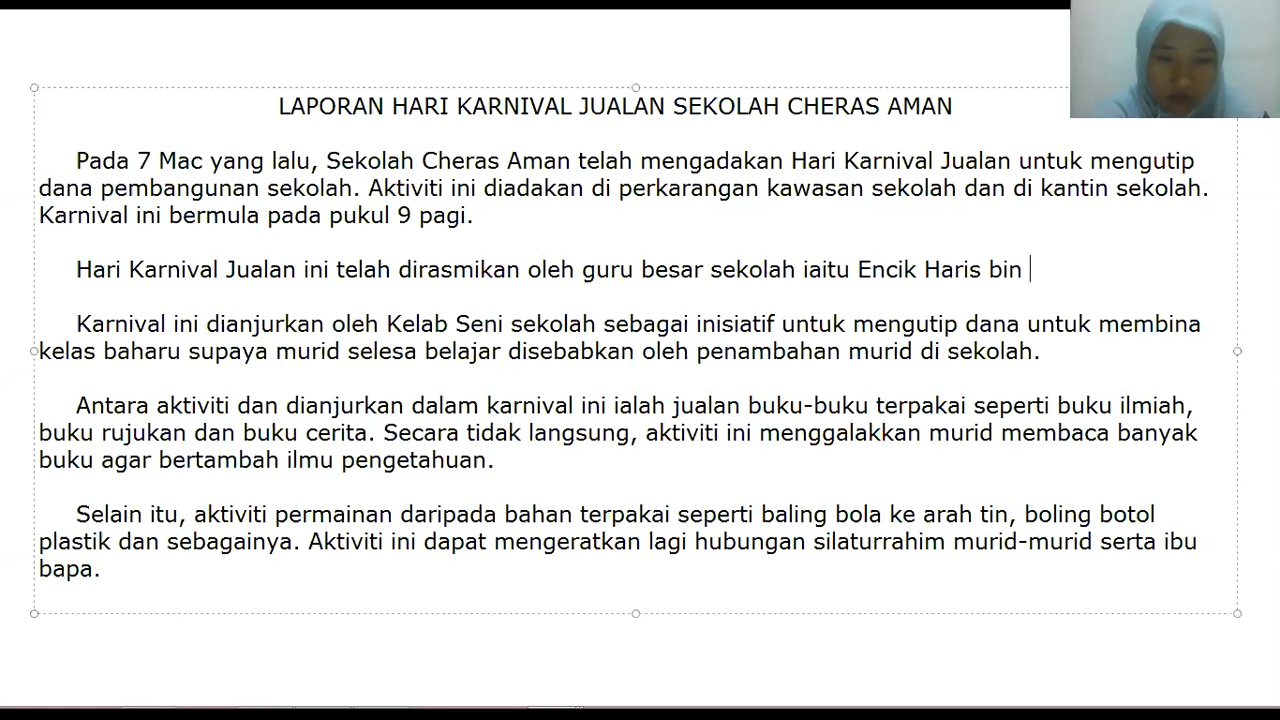 LAPORAN HARI KARNIVAL JUALAN SEKOLAH CHERAS AMAN
Pada 7 Mac yang lalu, Sekolah Cheras Aman telah mengadakan Hari Karnival Jualan untuk mengutip
dana pembangunan sekolah. Aktiviti ini diadakan di perkarangan kawasan sekolah dan di kantin sekolah.
Karnival ini bermula pada pukul 9 pagi.
Hari Karnival Jualan ini telah dirasmikan oleh guru besar sekolah iaitu Encik Haris bin
Karnival ini dianjurkan oleh Kelab Seni sekolah sebagai inisiatif untuk mengutip dana untuk membina
kelas baharu supaya murid selesa belajar disebabkan oleh penambahan murid di sekolah.
Antara aktiviti dan dianjurkan dalam karnival ini ialah jualan buku-buku terpakai seperti buku ilmiah,
buku rujukan dan buku cerita. Secara tidak langsung, aktiviti ini menggalakkan murid membaca banyak
buku agar bertambah ilmu pengetahuan.
Selain itu, aktiviti permainan daripada bahan terpakai seperti baling bola ke arah tin, boling botol
plastik dan sebagainya. Aktiviti ini dapat mengeratkan lagi hubungan silaturrahim murid-murid serta ibu
bapa.